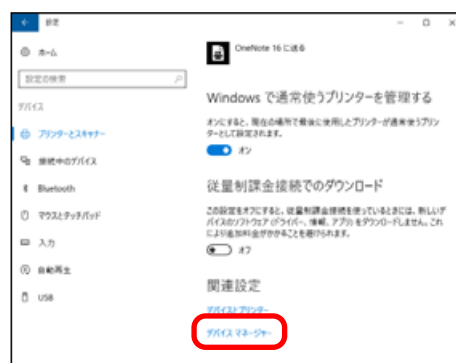 設定
ホーム
設定の検索
デバイス
プリンターとスキャナー
接続中のデバイス
Bluetooth
マウスとタッチパッド
入力
自動再生
USB
OneNote 16 に送る
Windows で通常使うプリンターを管理する
オンにすると、現在の場所で最後に使用したプリンターが通常使うプリン
ターとして設定されます。
オン
従量制課金接続でのダウンロード
この設定をオフにすると、従量制課金接続を使っているときには、新しいデ
バイスのソフトウェア (ドライバー、情報、アプリ) をダウンロードしません。これ
により追加料金がかかることを避けられます。
オフ
関連設定
デバイスとプリンター
デバイス マネージャー